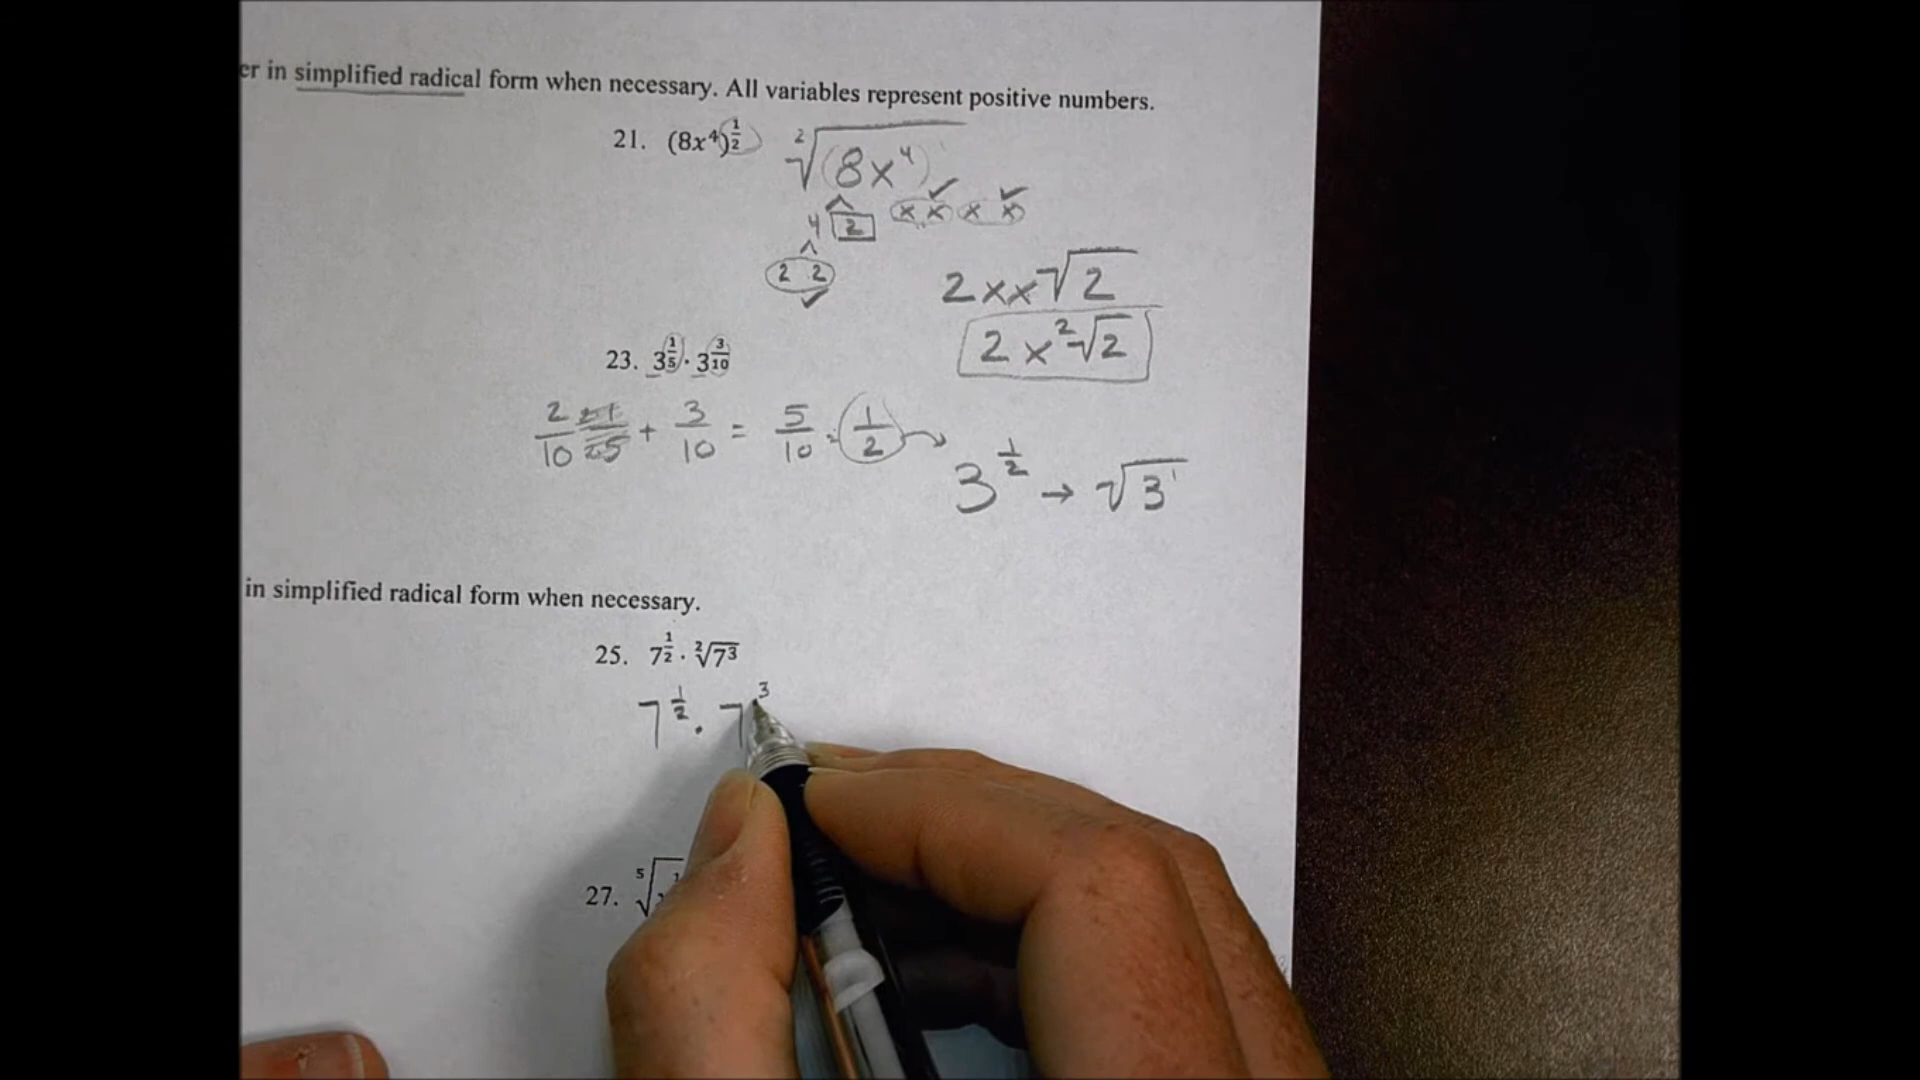 er in simplified radical form when necessary. All variables represent positive numbers.
21. (8x⁴)^{1/2} ²√(8x⁴)
4 2 x x x x
2 2
2xx√2
2x²√2
23. 3^{1/5} · 3^{3/10}
2/10 + 3/10 = 5/10 = 1/2
3^{1/2} → √3¹
in simplified radical form when necessary.
25. 7^{1/2} · ²√7³
7^{1/2} · 7³
27. ⁵√